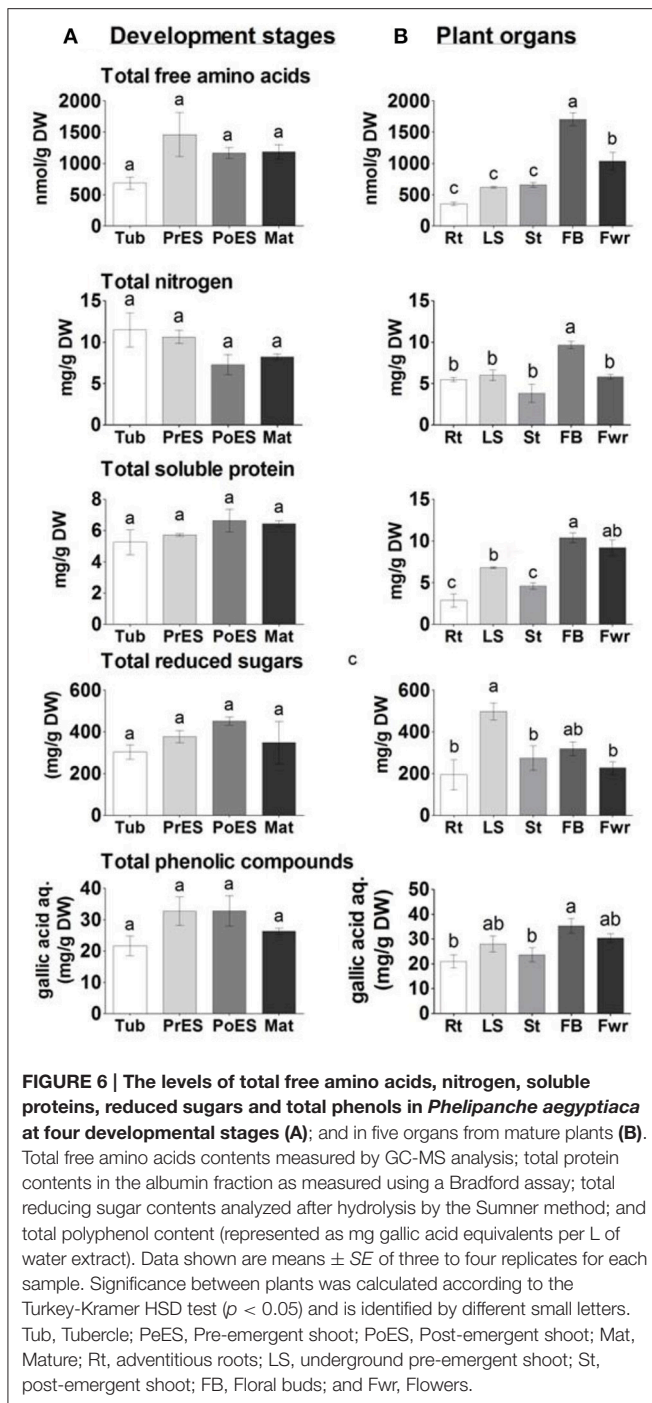 A Development stages B Plant organs
Total free amino acids
nmol/g DW
2000
1500
1000
500
0
a a a a
Tub PrES PoES Mat
c c c a b
Rt LS St FB Fwr
Total nitrogen
mg/g DW
15
10
5
0
a a a a
Tub PrES PoES Mat
mg/g DW
15
10
5
0
b b b a b
Rt LS St FB Fwr
Total soluble protein
mg/g DW
8
6
4
2
0
a a a a
Tub PrES PoES Mat
mg/g DW
15
10
5
0
c b c a ab
Rt LS St FB Fwr
Total reduced sugars c
(mg/g DW)
600
400
200
0
a a a a
Tub PrES PoES Mat
mg/g DW
600
400
200
0
b a b ab b
Rt LS St FB Fwr
Total phenolic compounds
gallic acid aq.
(mg/g DW)
40
30
20
10
0
a a a a
Tub PrES PoES Mat
gallic acid aq.
(mg/g DW)
50
40
30
20
10
0
b ab b a ab
Rt LS St FB Fwr
FIGURE 6 | The levels of total free amino acids, nitrogen, soluble
proteins, reduced sugars and total phenols in Phelipanche aegyptiaca
at four developmental stages (A); and in five organs from mature plants (B).
Total free amino acids contents measured by GC-MS analysis; total protein
contents in the albumin fraction as measured using a Bradford assay; total
reducing sugar contents analyzed after hydrolysis by the Sumner method; and
total polyphenol content (represented as mg gallic acid equivalents per L of
water extract). Data shown are means ± SE of three to four replicates for each
sample. Significance between plants was calculated according to the
Turkey-Kramer HSD test (p < 0.05) and is identified by different small letters.
Tub, Tubercle; PeES, Pre-emergent shoot; PoES, Post-emergent shoot; Mat,
Mature; Rt, adventitious roots; LS, underground pre-emergent shoot; St,
post-emergent shoot; FB, Floral buds; and Fwr, Flowers.